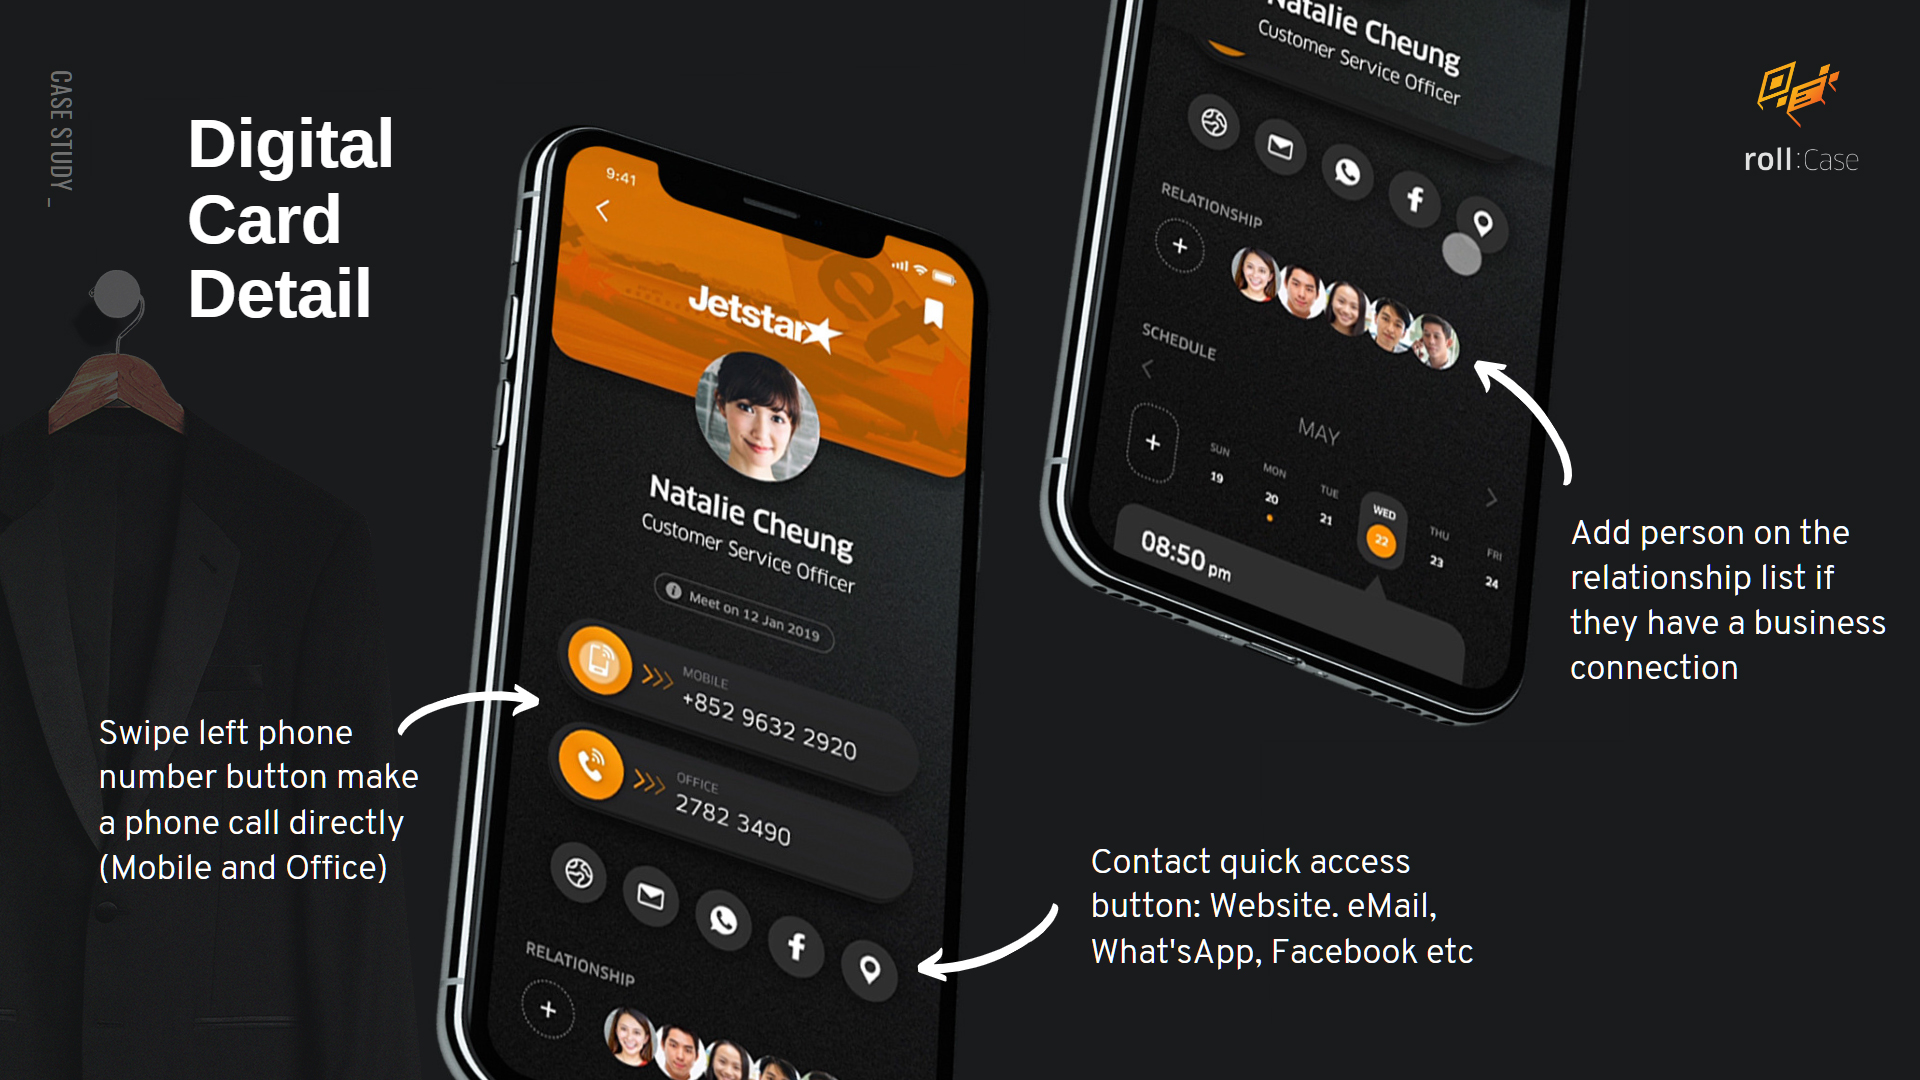 CASE STUDY _
Digital
Card
Detail
9:41
Jetstar
Natalie Cheung
Customer Service Officer
Meet on 12 Jan 2019
MOBILE
+852 9632 2920
OFFICE
2782 3490
RELATIONSHIP
+
Swipe left phone
number button make
a phone call directly
(Mobile and Office)
Natalie Cheung
Customer Service Officer
RELATIONSHIP
+
SCHEDULE
MAY
+
SUN MON TUE WED THU FRI
19 20 21 22 23 24
08:50 pm
roll:Case
Add person on the
relationship list if
they have a business
connection
Contact quick access
button: Website. eMail,
What'sApp, Facebook etc